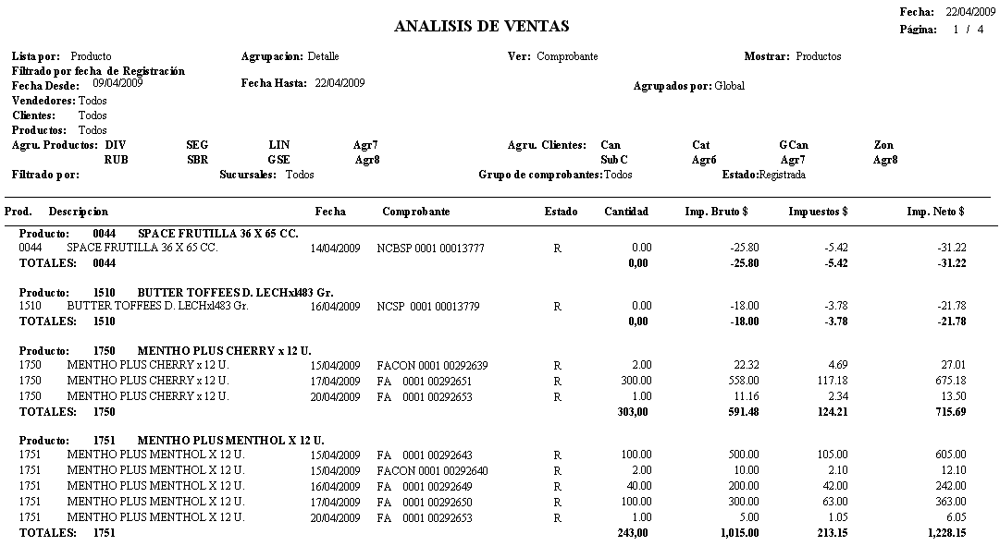 Fecha: 22/04/2009
ANALISIS DE VENTAS
Página: 1 / 4
Lista por: Producto Agrupacion: Detalle Ver: Comprobante Mostrar: Productos
Filtrado por fecha de Registración
Fecha Desde: 09/04/2009 Fecha Hasta: 22/04/2009 Agrupados por: Global
Vendedores: Todos
Clientes: Todos
Productos: Todos
Agru. Productos: DIV SEG LIN Agr7 Agru. Clientes: Can Cat GCan Zon
RUB SBR GSE Agr8 SubC Agr6 Agr7 Agr8
Filtrado por: Sucursales: Todos Grupo de comprobantes: Todos Estado: Registrada
Prod. Descripcion Fecha Comprobante Estado Cantidad Imp. Bruto $ Impuestos $ Imp. Neto $
Producto: 0044 SPACE FRUTILLA 36 X 65 CC.
0044 SPACE FRUTILLA 36 X 65 CC. 14/04/2009 NCBSP 0001 00013777 R 0.00 -25.80 -5.42 -31.22
TOTALES: 0044 0,00 -25.80 -5.42 -31.22
Producto: 1510 BUTTER TOFFEES D. LECHx1483 Gr.
1510 BUTTER TOFFEES D. LECHx1483 Gr. 16/04/2009 NCSP 0001 00013779 R 0.00 -18.00 -3.78 -21.78
TOTALES: 1510 0,00 -18.00 -3.78 -21.78
Producto: 1750 MENTHO PLUS CHERRY x 12 U.
1750 MENTHO PLUS CHERRY x 12 U. 15/04/2009 FACON 0001 00292639 R 2.00 22.32 4.69 27.01
1750 MENTHO PLUS CHERRY x 12 U. 17/04/2009 FA 0001 00292651 R 300.00 558.00 117.18 675.18
1750 MENTHO PLUS CHERRY x 12 U. 20/04/2009 FA 0001 00292653 R 1.00 11.16 2.34 13.50
TOTALES: 1750 303,00 591.48 124.21 715.69
Producto: 1751 MENTHO PLUS MENTHOL X 12 U.
1751 MENTHO PLUS MENTHOL X 12 U. 15/04/2009 FA 0001 00292643 R 100.00 500.00 105.00 605.00
1751 MENTHO PLUS MENTHOL X 12 U. 15/04/2009 FACON 0001 00292640 R 2.00 10.00 2.10 12.10
1751 MENTHO PLUS MENTHOL X 12 U. 16/04/2009 FA 0001 00292649 R 40.00 200.00 42.00 242.00
1751 MENTHO PLUS MENTHOL X 12 U. 17/04/2009 FA 0001 00292650 R 100.00 300.00 63.00 363.00
1751 MENTHO PLUS MENTHOL X 12 U. 20/04/2009 FA 0001 00292653 R 1.00 5.00 1.05 6.05
TOTALES: 1751 243,00 1,015.00 213.15 1,228.15